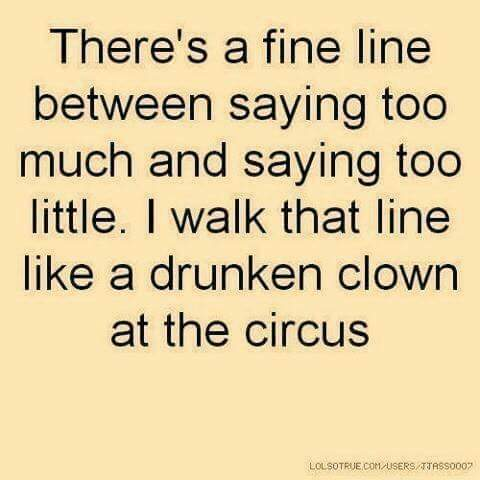 There's a fine line
between saying too
much and saying too
little. I walk that line
like a drunken clown
at the circus
LOLSOTRUE.COM/USERS/JTASS0007